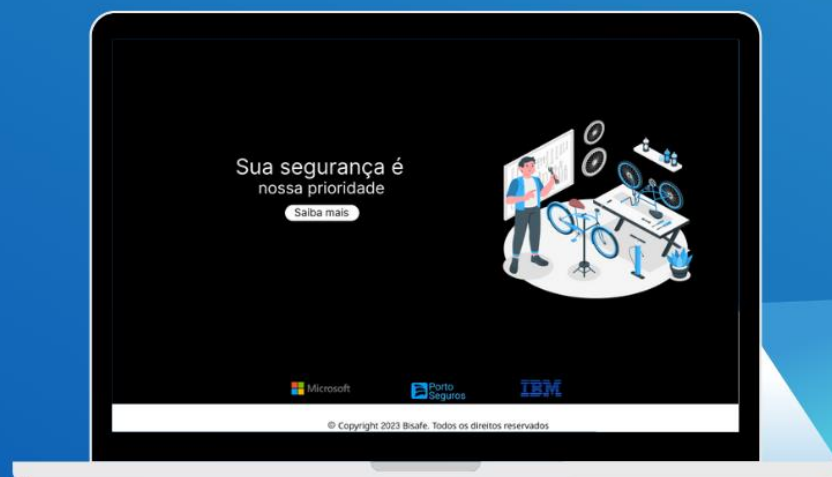 Sua segurança é
nossa prioridade
Saiba mais
Microsoft
Porto
Seguros
IBM
© Copyright 2023 Bisafe. Todos os direitos reservados